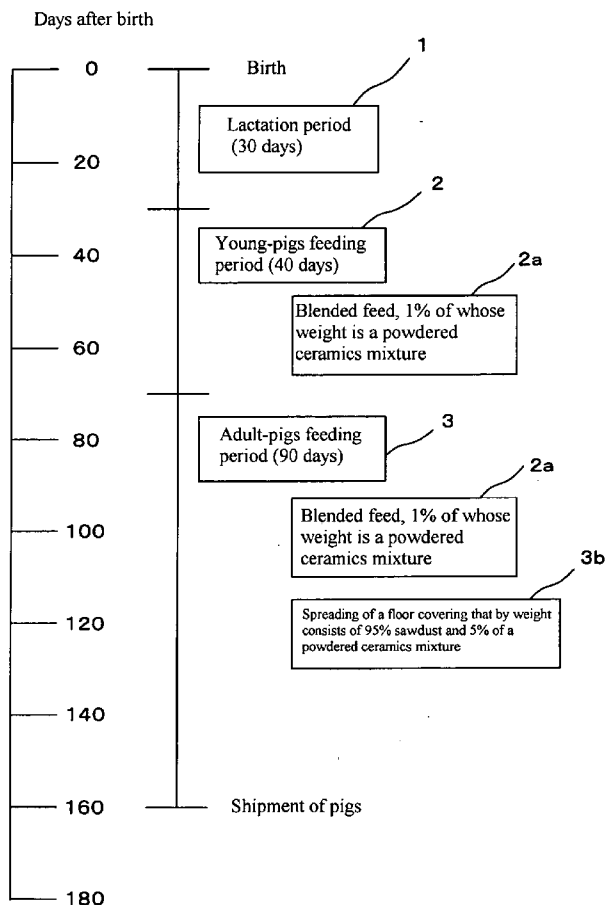 Days after birth
0
Birth
1
Lactation period
(30 days)
20
2
40
Young-pigs feeding
period (40 days)
2a
Blended feed, 1% of whose
weight is a powdered
ceramics mixture
60
3
80
Adult-pigs feeding
period (90 days)
2a
100
Blended feed, 1% of whose
weight is a powdered
ceramics mixture
3b
120
Spreading of a floor covering that by weight
consists of 95% sawdust and 5% of a
powdered ceramics mixture
140
160
Shipment of pigs
180